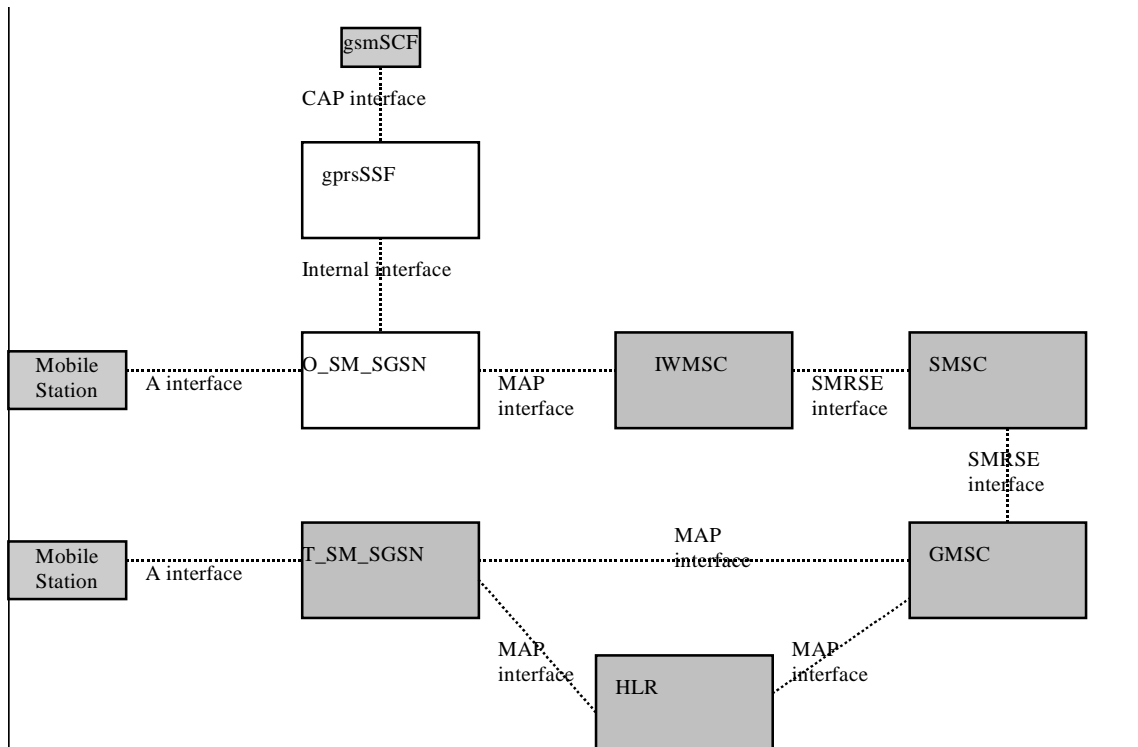 gsmSCF
CAP interface
gprsSSF
Internal interface
Mobile
Station
A interface
O_SM_SGSN
MAP
interface
IWMSC
SMRSE
interface
SMSC
SMRSE
interface
Mobile
Station
A interface
T_SM_SGSN
MAP
interface
GMSC
MAP
interface
HLR
MAP
interface